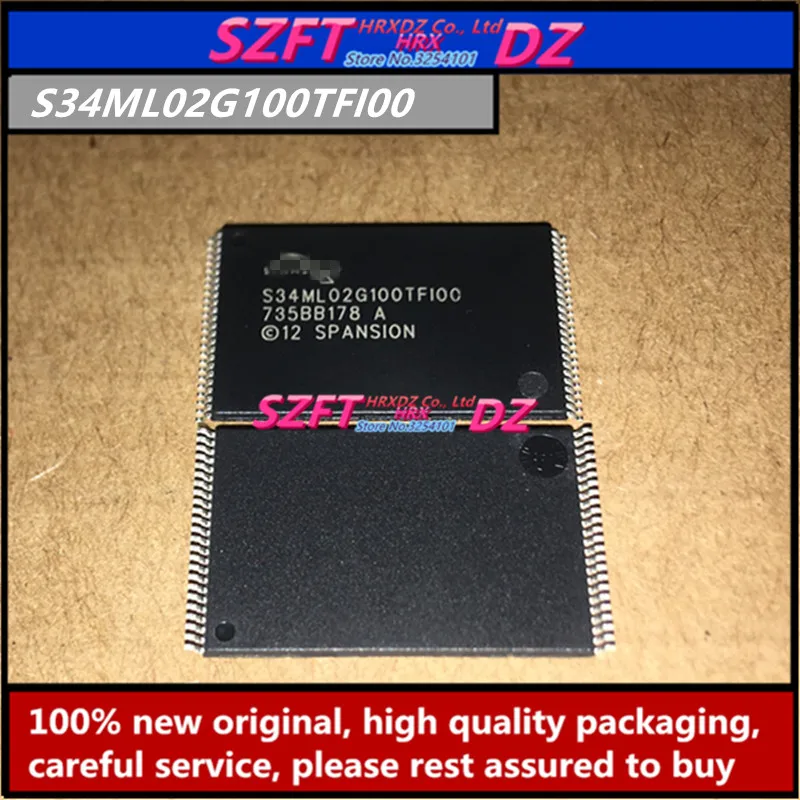 SZFT HRXDZ Co., Ltd DZ
HRX
Store No.3254101
S34ML02G100TFI00
S34ML02G100TFI00
735BB178 A
©12 SPANSION
SZFT HRXDZ Co., Ltd DZ
HRX
Store No.3254101
100% new original, high quality packaging,
careful service, please rest assured to buy